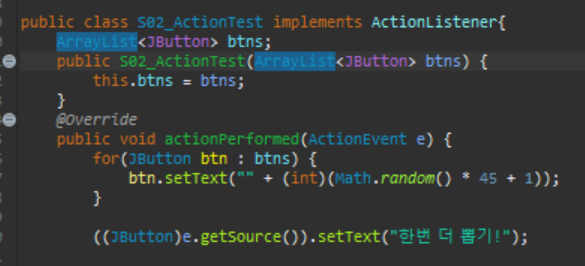 public class S02_ActionTest implements ActionListener{
ArrayList<JButton> btns;
public S02_ActionTest(ArrayList<JButton> btns) {
this.btns = btns;
}
@Override
public void actionPerformed(ActionEvent e) {
for(JButton btn : btns) {
btn.setText("" + (int)(Math.random() * 45 + 1));
}
((JButton)e.getSource()).setText("한번 더 뽑기!");